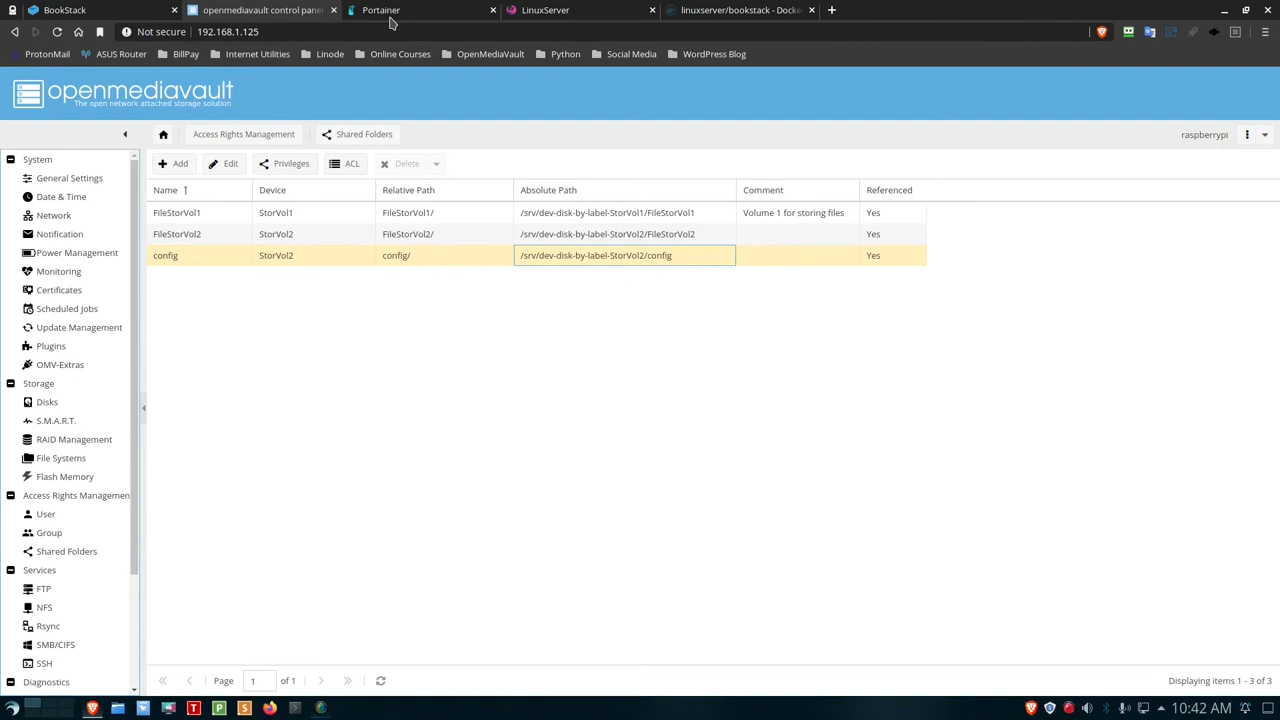 BookStack
openmediavault control pane
Portainer
LinuxServer
linuxserver/bookstack - Docke
Not secure 192.168.1.125
ProtonMail ASUS Router BillPay Internet Utilities Linode Online Courses OpenMediaVault Python Social Media WordPress Blog
openmediavault
The open network attached storage solution
Access Rights Management Shared Folders raspberrypi
Add Edit Privileges ACL Delete
Name Device Relative Path Absolute Path Comment Referenced
FileStorVol1 StorVol1 FileStorVol1/ /srv/dev-disk-by-label-StorVol1/FileStorVol1 Volume 1 for storing files Yes
FileStorVol2 StorVol2 FileStorVol2/ /srv/dev-disk-by-label-StorVol2/FileStorVol2 Yes
config StorVol2 config/ /srv/dev-disk-by-label-StorVol2/config Yes
System
General Settings
Date & Time
Network
Notification
Power Management
Monitoring
Certificates
Scheduled Jobs
Update Management
Plugins
OMV-Extras
Storage
Disks
S.M.A.R.T.
RAID Management
File Systems
Flash Memory
Access Rights Managemen
User
Group
Shared Folders
Services
FTP
NFS
Rsync
SMB/CIFS
SSH
Diagnostics
Page 1 of 1 Displaying items 1 - 3 of 3
T P S 10:42 AM